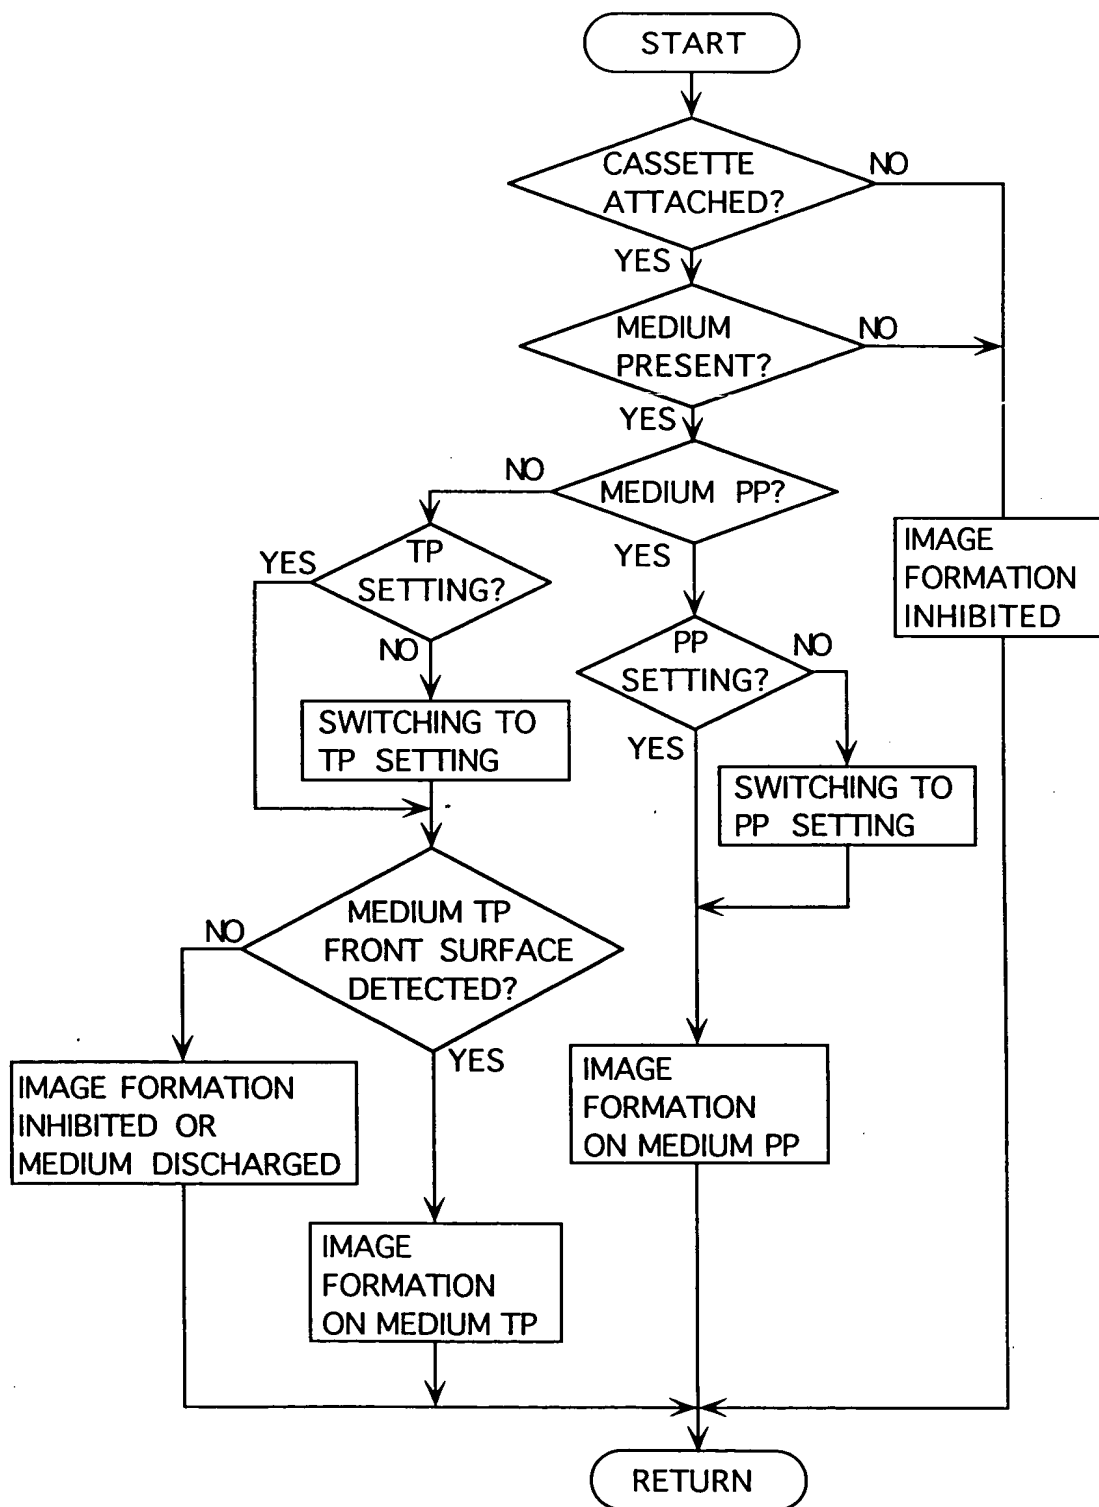 START
CASSETTE
ATTACHED?
NO
YES
MEDIUM
PRESENT?
NO
YES
MEDIUM PP?
NO
YES
TP
SETTING?
YES
NO
IMAGE
FORMATION
INHIBITED
PP
SETTING?
NO
YES
SWITCHING TO
TP SETTING
SWITCHING TO
PP SETTING
MEDIUM TP
FRONT SURFACE
DETECTED?
NO
YES
IMAGE FORMATION
INHIBITED OR
MEDIUM DISCHARGED
IMAGE
FORMATION
ON MEDIUM PP
IMAGE
FORMATION
ON MEDIUM TP
RETURN